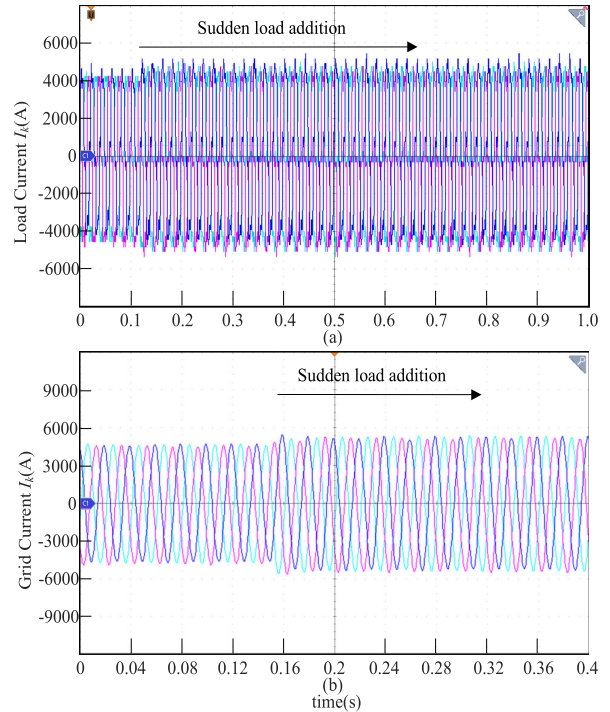 Sudden load addition
Load Current Ik(A)
6000
4000
2000
0
-2000
-4000
-6000
0 0.1 0.2 0.3 0.4 0.5 0.6 0.7 0.8 0.9 1.0
(a)
Sudden load addition
Grid Current Ik(A)
9000
6000
3000
0
-3000
-6000
-9000
0 0.04 0.08 0.12 0.16 0.2 0.24 0.28 0.32 0.36 0.4
(b)
time(s)